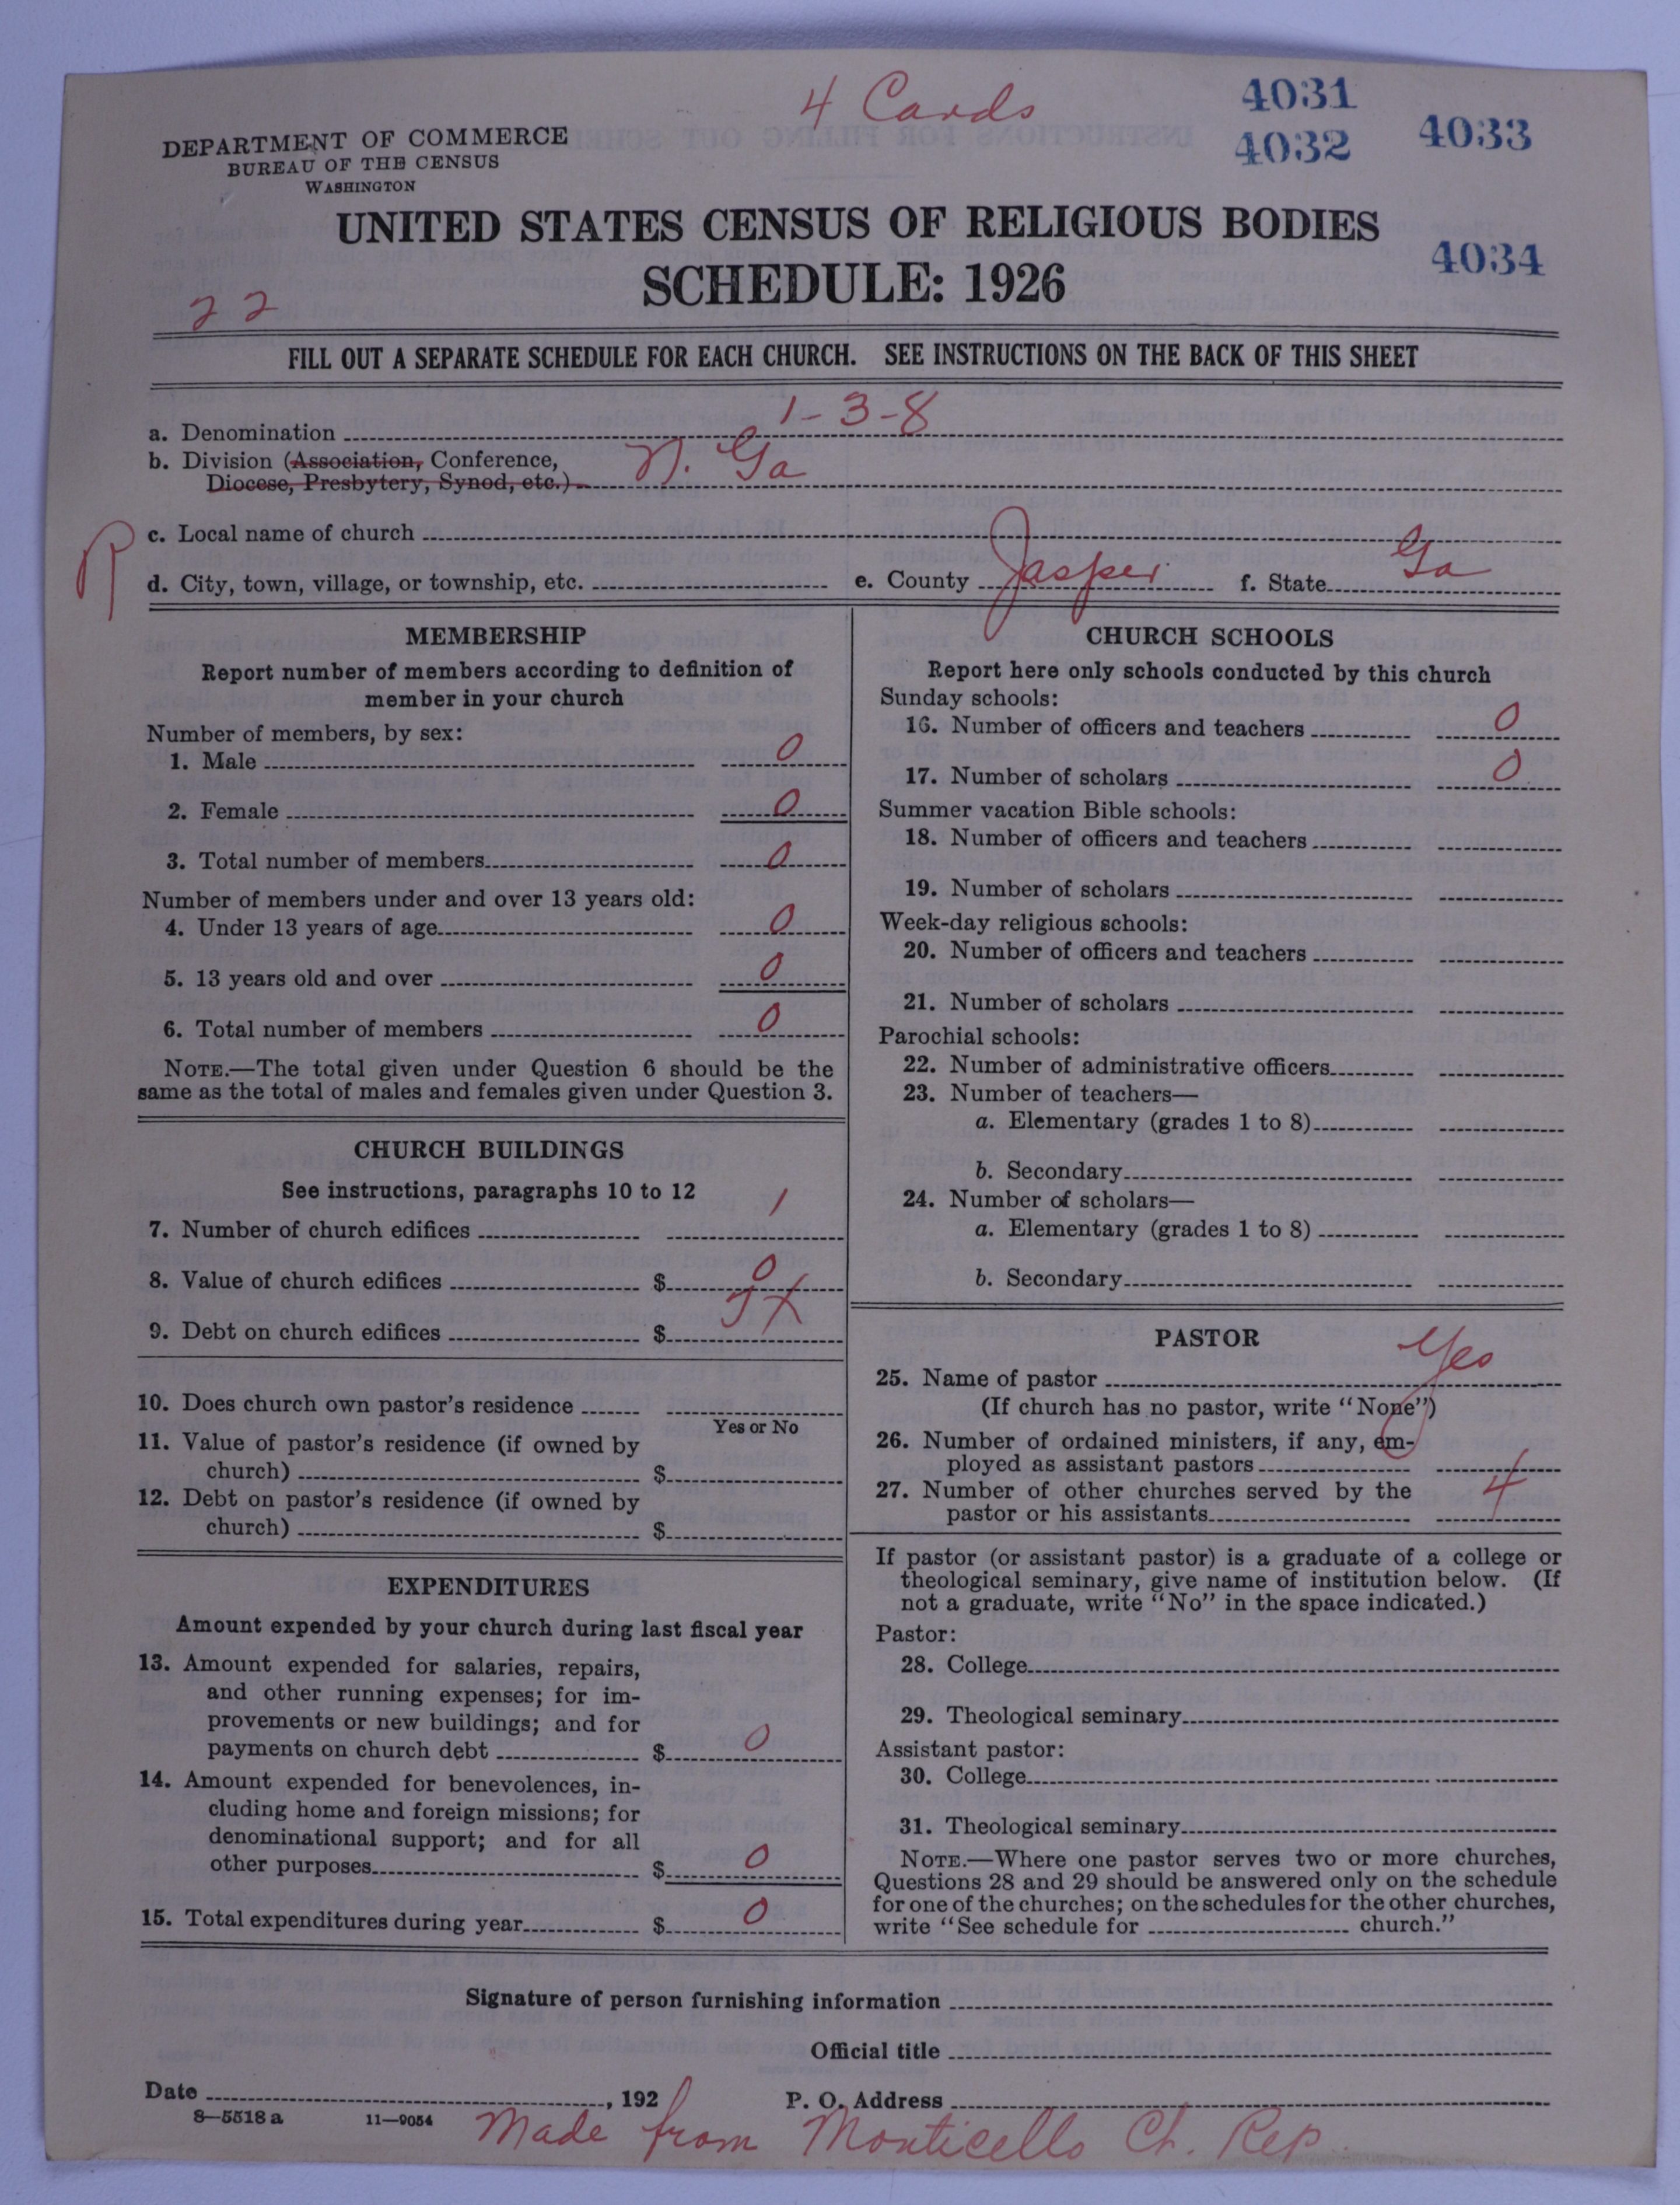 4 Cards
4031
4032
4033
4034
DEPARTMENT OF COMMERCE
BUREAU OF THE CENSUS
WASHINGTON
UNITED STATES CENSUS OF RELIGIOUS BODIES
SCHEDULE: 1926
22
FILL OUT A SEPARATE SCHEDULE FOR EACH CHURCH. SEE INSTRUCTIONS ON THE BACK OF THIS SHEET
a. Denomination 1-3-8
b. Division (Association, Conference,
Diocese, Presbytery, Synod, etc.) N. Ga
R
c. Local name of church
d. City, town, village, or township, etc. e. County Jasper f. State Ga
MEMBERSHIP
Report number of members according to definition of
member in your church
Number of members, by sex:
1. Male 0
2. Female 0
3. Total number of members 0
Number of members under and over 13 years old:
4. Under 13 years of age 0
5. 13 years old and over 0
6. Total number of members 0
NOTE.—The total given under Question 6 should be the
same as the total of males and females given under Question 3.
CHURCH BUILDINGS
See instructions, paragraphs 10 to 12
7. Number of church edifices 1
8. Value of church edifices $ 0
9. Debt on church edifices $
10. Does church own pastor's residence
Yes or No
11. Value of pastor's residence (if owned by
church) $
12. Debt on pastor's residence (if owned by
church) $
EXPENDITURES
Amount expended by your church during last fiscal year
13. Amount expended for salaries, repairs,
and other running expenses; for im-
provements or new buildings; and for
payments on church debt $ 0
14. Amount expended for benevolences, in-
cluding home and foreign missions; for
denominational support; and for all
other purposes $ 0
15. Total expenditures during year $ 0
CHURCH SCHOOLS
Report here only schools conducted by this church
Sunday schools:
16. Number of officers and teachers 0
17. Number of scholars 0
Summer vacation Bible schools:
18. Number of officers and teachers
19. Number of scholars
Week-day religious schools:
20. Number of officers and teachers
21. Number of scholars
Parochial schools:
22. Number of administrative officers
23. Number of teachers—
a. Elementary (grades 1 to 8)
b. Secondary
24. Number of scholars—
a. Elementary (grades 1 to 8)
b. Secondary
PASTOR
25. Name of pastor Yes
(If church has no pastor, write "None")
26. Number of ordained ministers, if any, em-
ployed as assistant pastors
27. Number of other churches served by the
pastor or his assistants 4
If pastor (or assistant pastor) is a graduate of a college or
theological seminary, give name of institution below. (If
not a graduate, write "No" in the space indicated.)
Pastor:
28. College
29. Theological seminary
Assistant pastor:
30. College
31. Theological seminary
NOTE.—Where one pastor serves two or more churches,
Questions 28 and 29 should be answered only on the schedule
for one of the churches; on the schedules for the other churches,
write "See schedule for church."
Signature of person furnishing information
Official title
Date , 192 P. O. Address
8—5518 a 11—9054
Made from Monticello Ch. Rep.